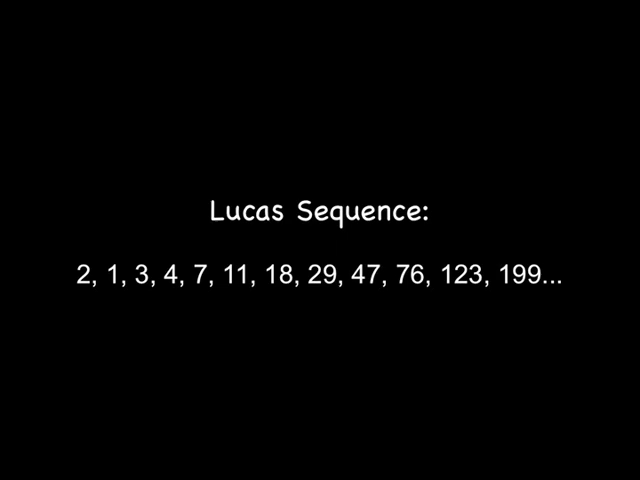 Lucas Sequence:
2, 1, 3, 4, 7, 11, 18, 29, 47, 76, 123, 199...